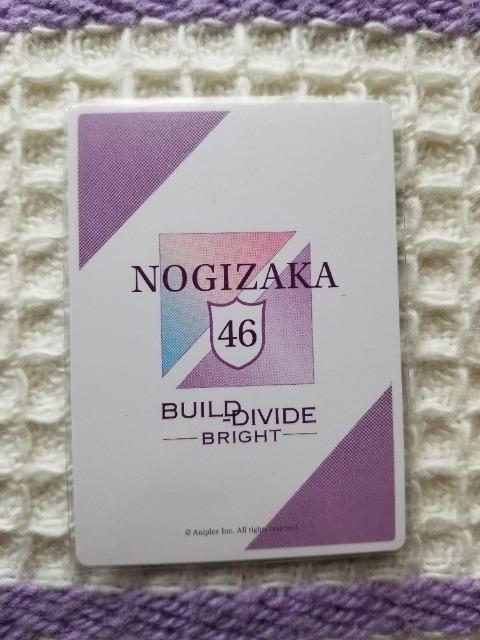 NOGIZAKA
46
BUILD
-DIVIDE
BRIGHT
© Aniplex Inc. All rights reserved.